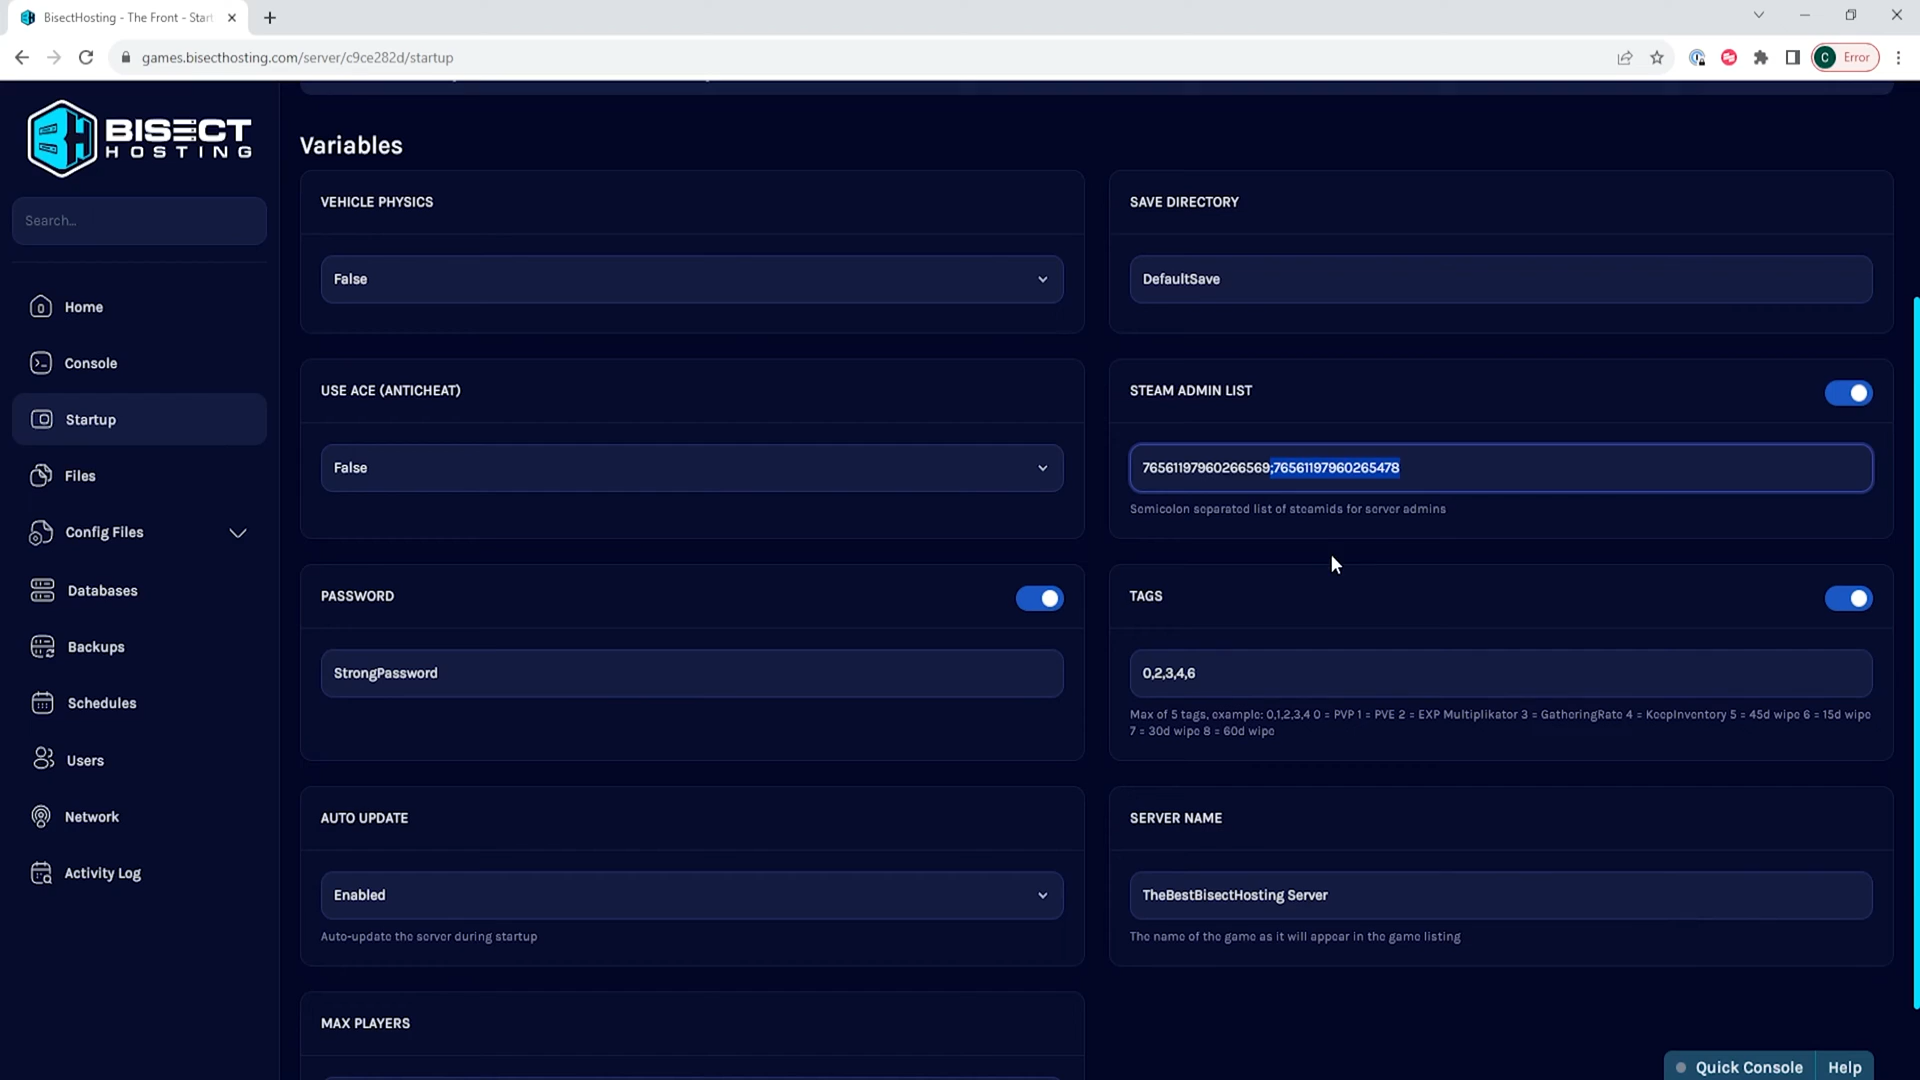 BisectHosting - The Front - Start
games.bisecthosting.com/server/c9ce282d/startup
C Error
BISECT
HOSTING
Search...
Home
Console
Startup
Files
Config Files
Databases
Backups
Schedules
Users
Network
Activity Log
Variables
VEHICLE PHYSICS
False
SAVE DIRECTORY
DefaultSave
USE ACE (ANTICHEAT)
False
STEAM ADMIN LIST
76561197960266569;76561197960265478
Semicolon separated list of steamids for server admins
PASSWORD
StrongPassword
TAGS
0,2,3,4,6
Max of 5 tags, example: 0,1,2,3,4 0 = PVP 1 = PVE 2 = EXP Multiplikator 3 = GatheringRate 4 = KeepInventory 5 = 45d wipe 6 = 15d wipe
7 = 30d wipe 8 = 60d wipe
AUTO UPDATE
Enabled
Auto-update the server during startup
SERVER NAME
TheBestBisectHosting Server
The name of the game as it will appear in the game listing
MAX PLAYERS
Quick Console
Help